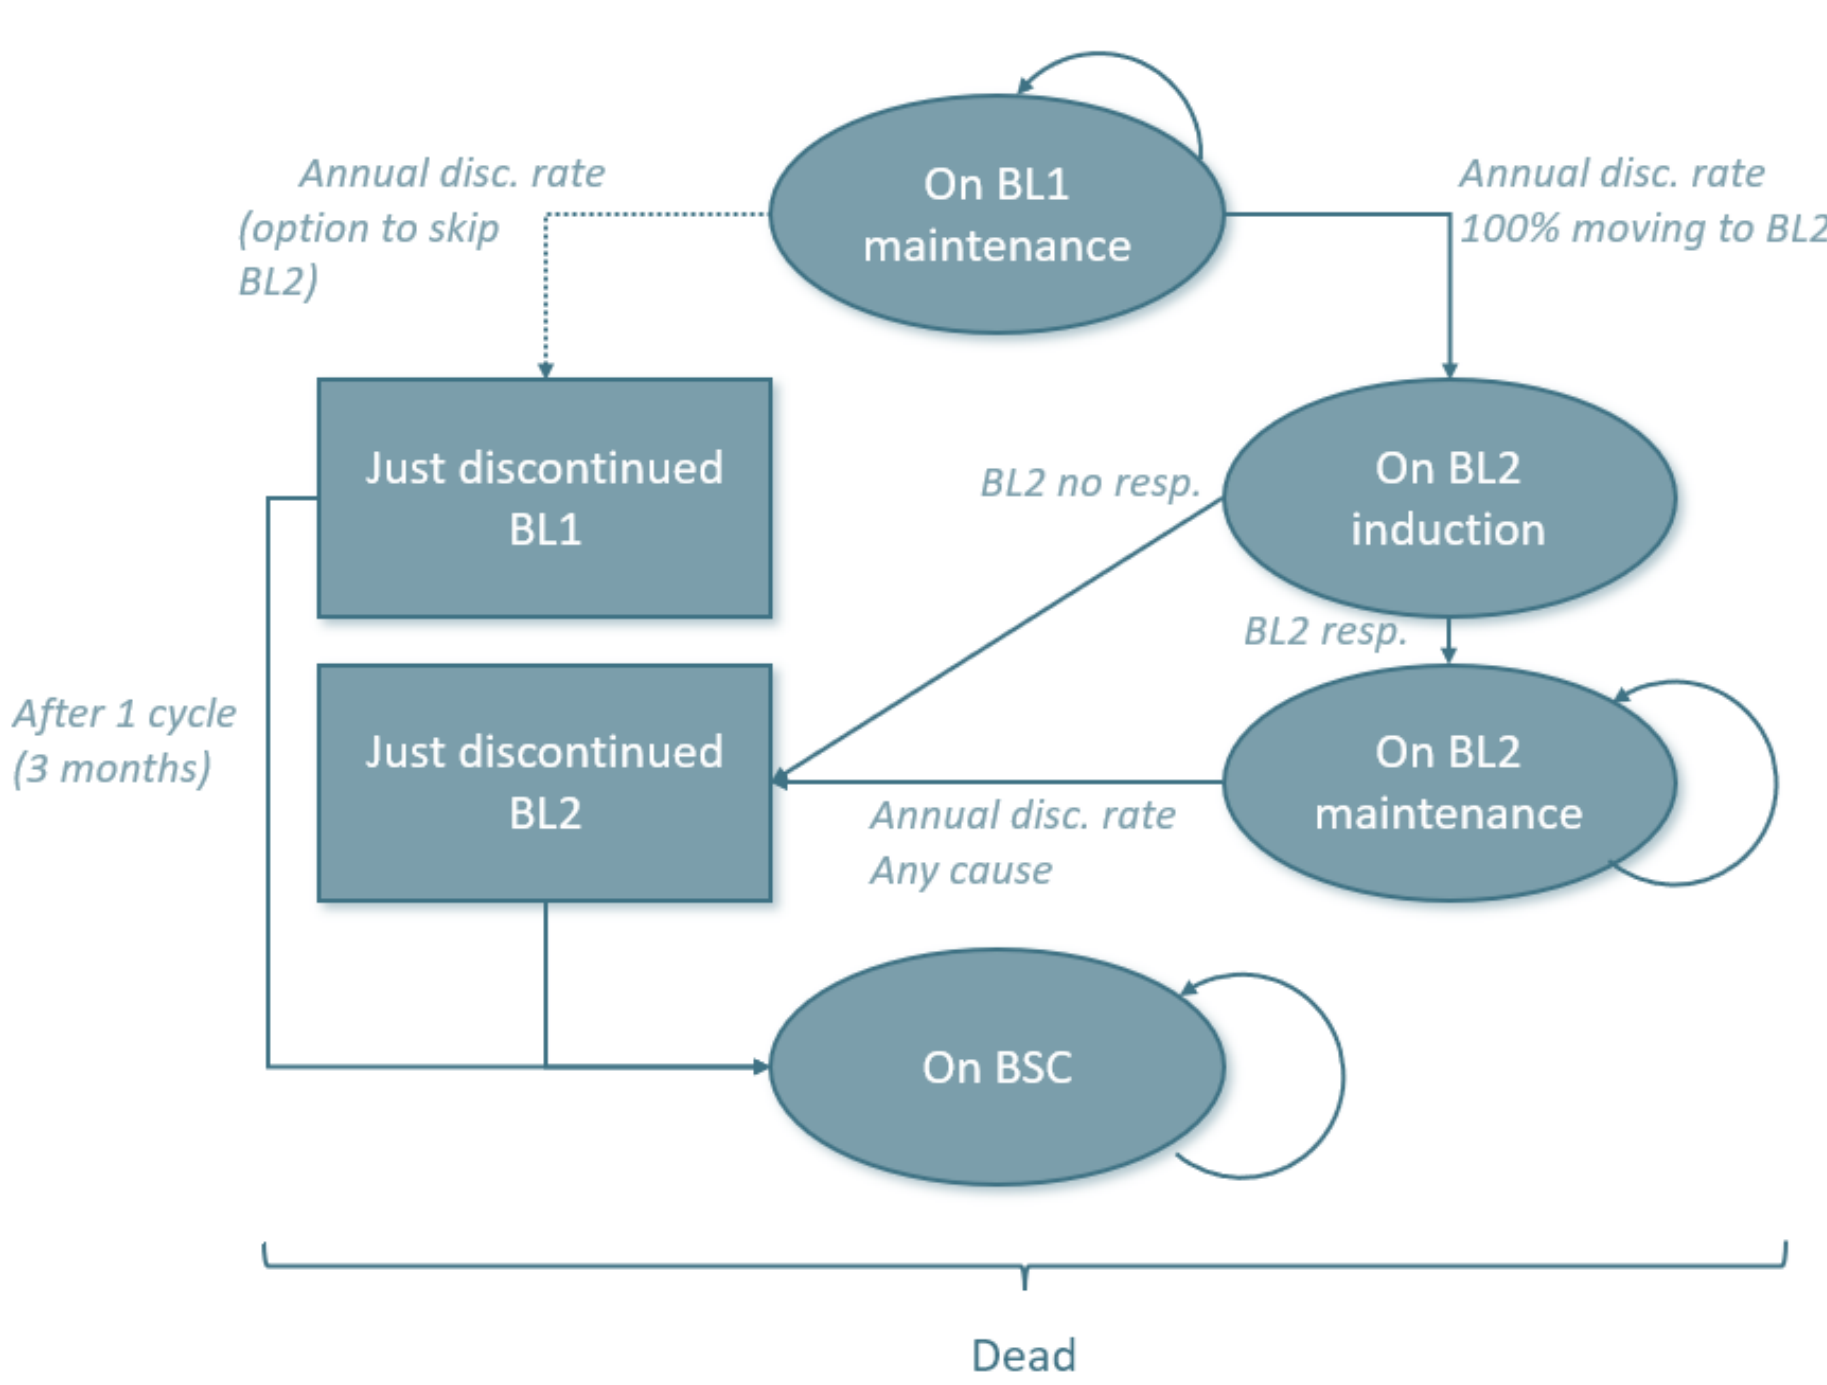 On BL1
maintenance
Annual disc. rate
(option to skip
BL2)
Annual disc. rate
100% moving to BL2
Just discontinued
BL1
BL2 no resp.
On BL2
induction
BL2 resp.
After 1 cycle
(3 months)
Just discontinued
BL2
Annual disc. rate
Any cause
On BL2
maintenance
On BSC
Dead